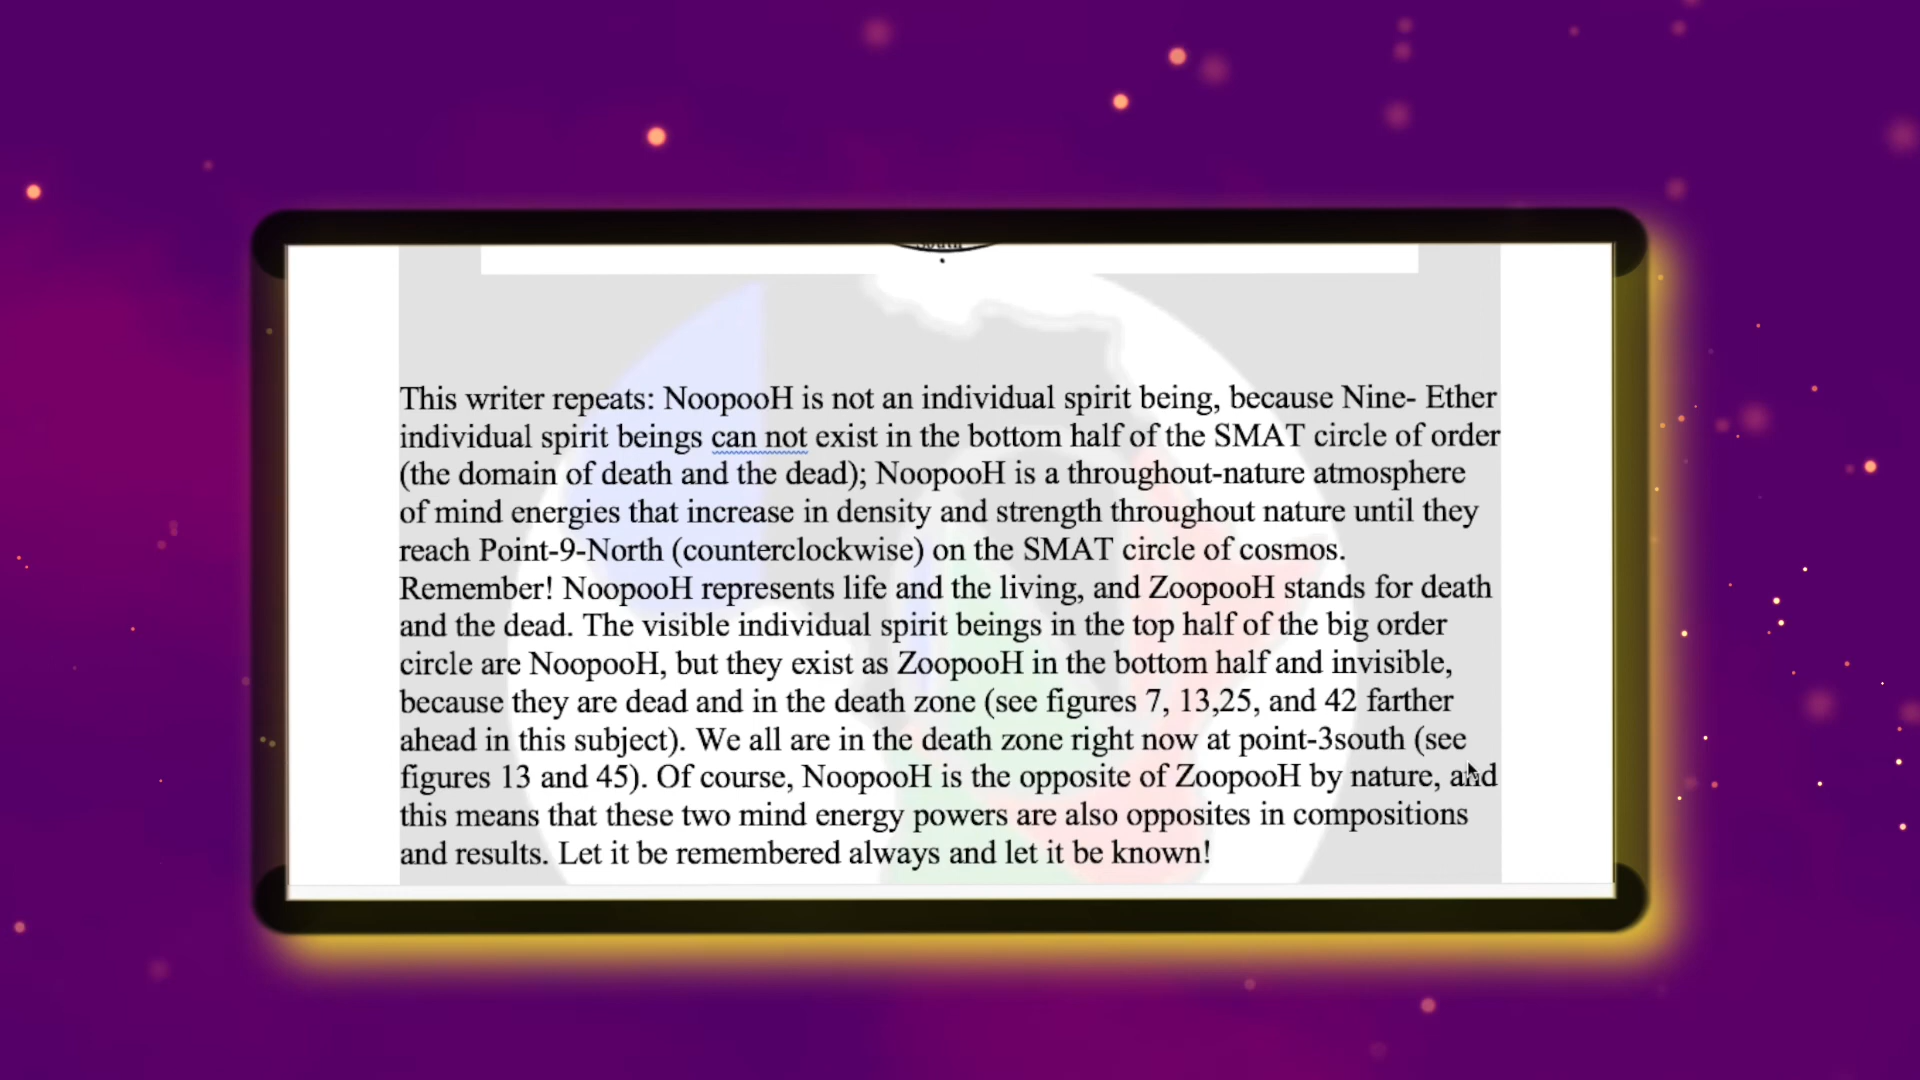 This writer repeats: NoopooH is not an individual spirit being, because Nine- Ether
individual spirit beings can not exist in the bottom half of the SMAT circle of order
(the domain of death and the dead); NoopooH is a throughout-nature atmosphere
of mind energies that increase in density and strength throughout nature until they
reach Point-9-North (counterclockwise) on the SMAT circle of cosmos.
Remember! NoopooH represents life and the living, and ZoopooH stands for death
and the dead. The visible individual spirit beings in the top half of the big order
circle are NoopooH, but they exist as ZoopooH in the bottom half and invisible,
because they are dead and in the death zone (see figures 7, 13,25, and 42 farther
ahead in this subject). We all are in the death zone right now at point-3south (see
figures 13 and 45). Of course, NoopooH is the opposite of ZoopooH by nature, and
this means that these two mind energy powers are also opposites in compositions
and results. Let it be remembered always and let it be known!